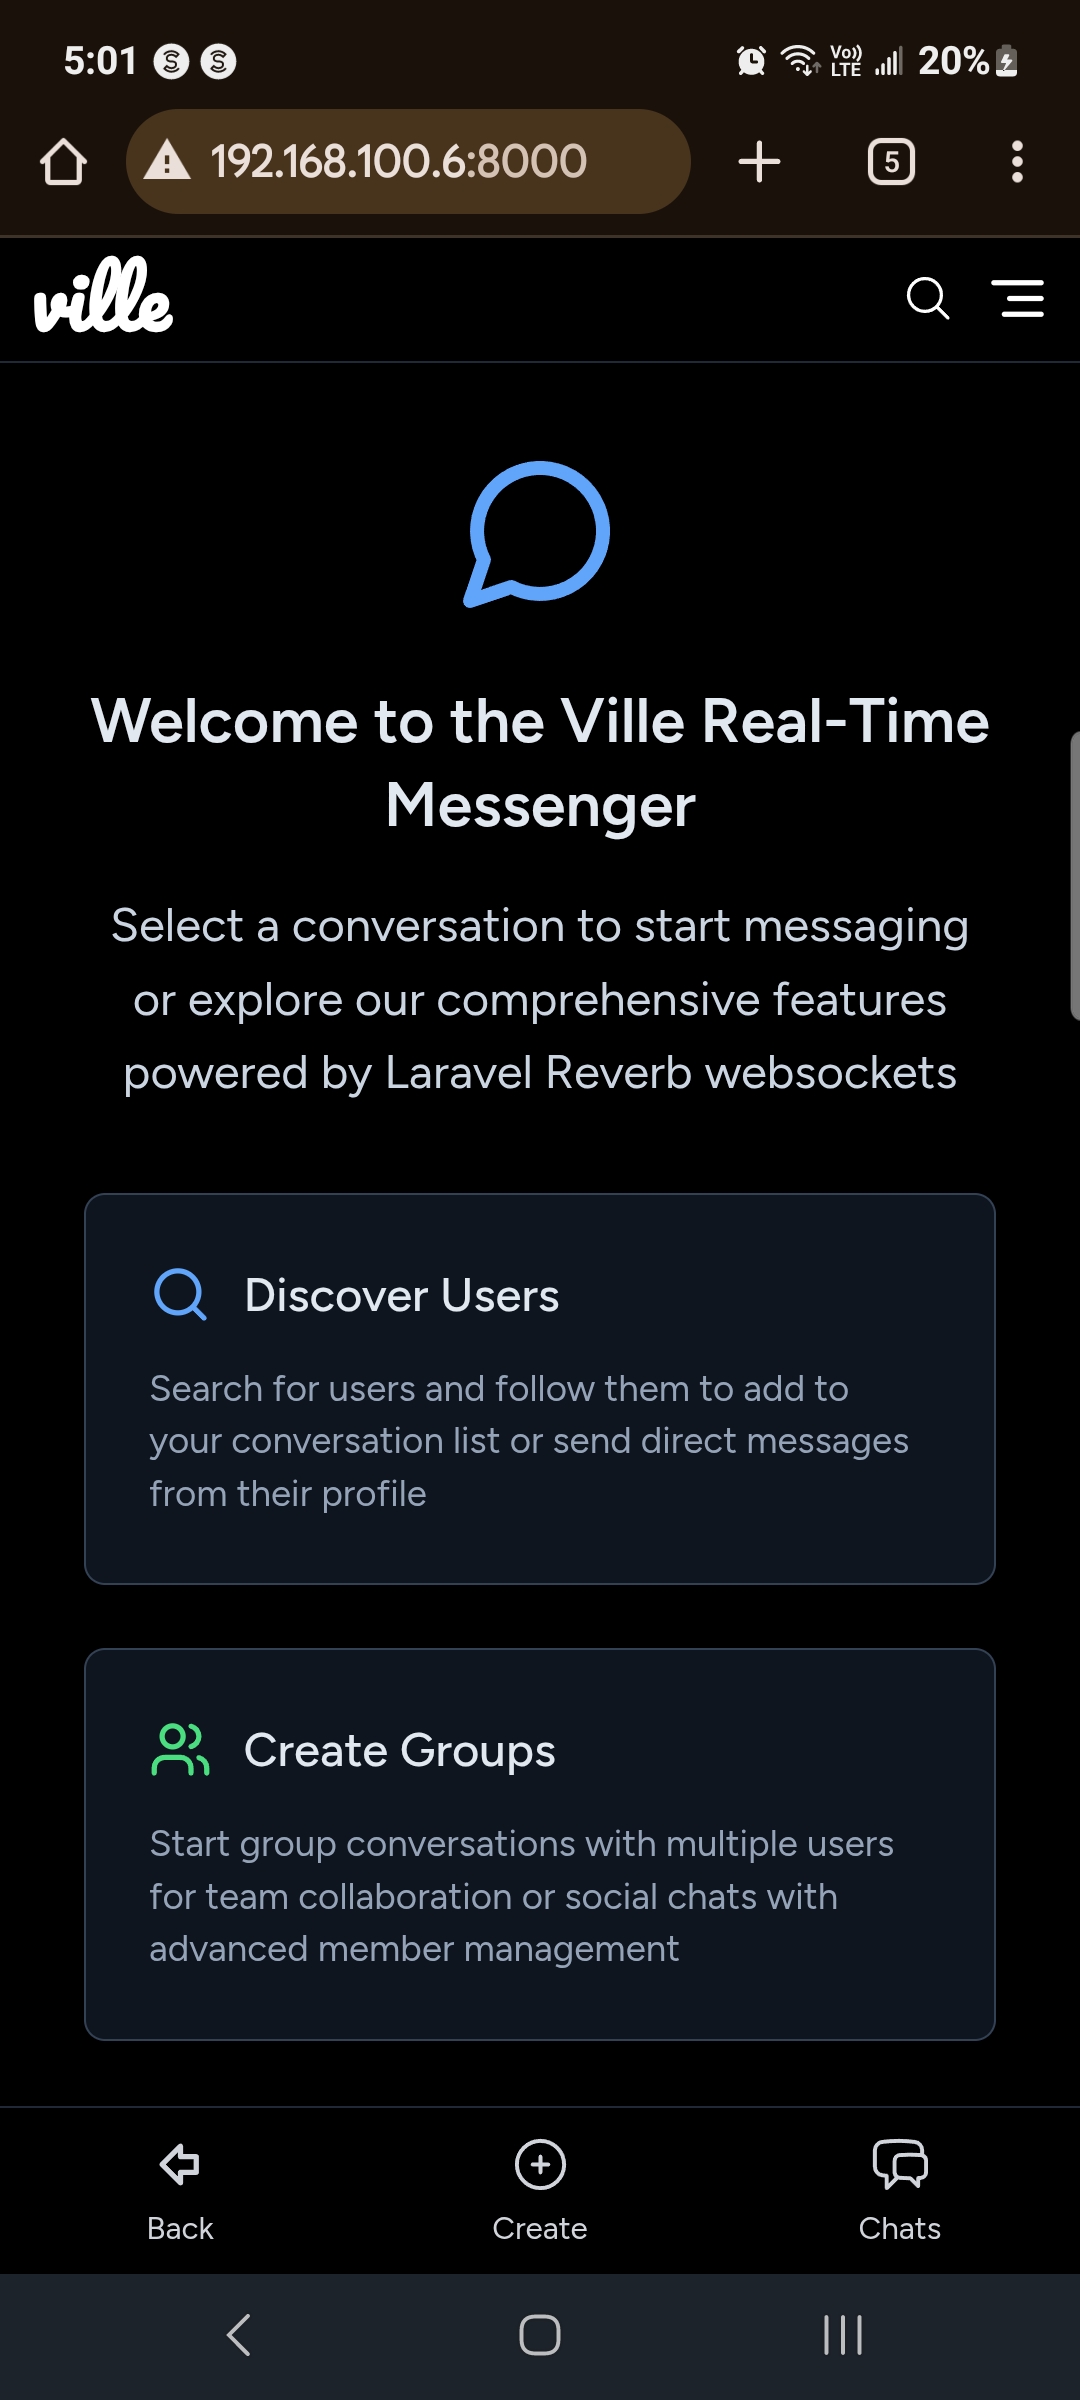 5:01
Vo))
LTE
20%
192.168.100.6:8000
5
ville
Welcome to the Ville Real-Time
Messenger
Select a conversation to start messaging
or explore our comprehensive features
powered by Laravel Reverb websockets
Discover Users
Search for users and follow them to add to
your conversation list or send direct messages
from their profile
Create Groups
Start group conversations with multiple users
for team collaboration or social chats with
advanced member management
Back
Create
Chats